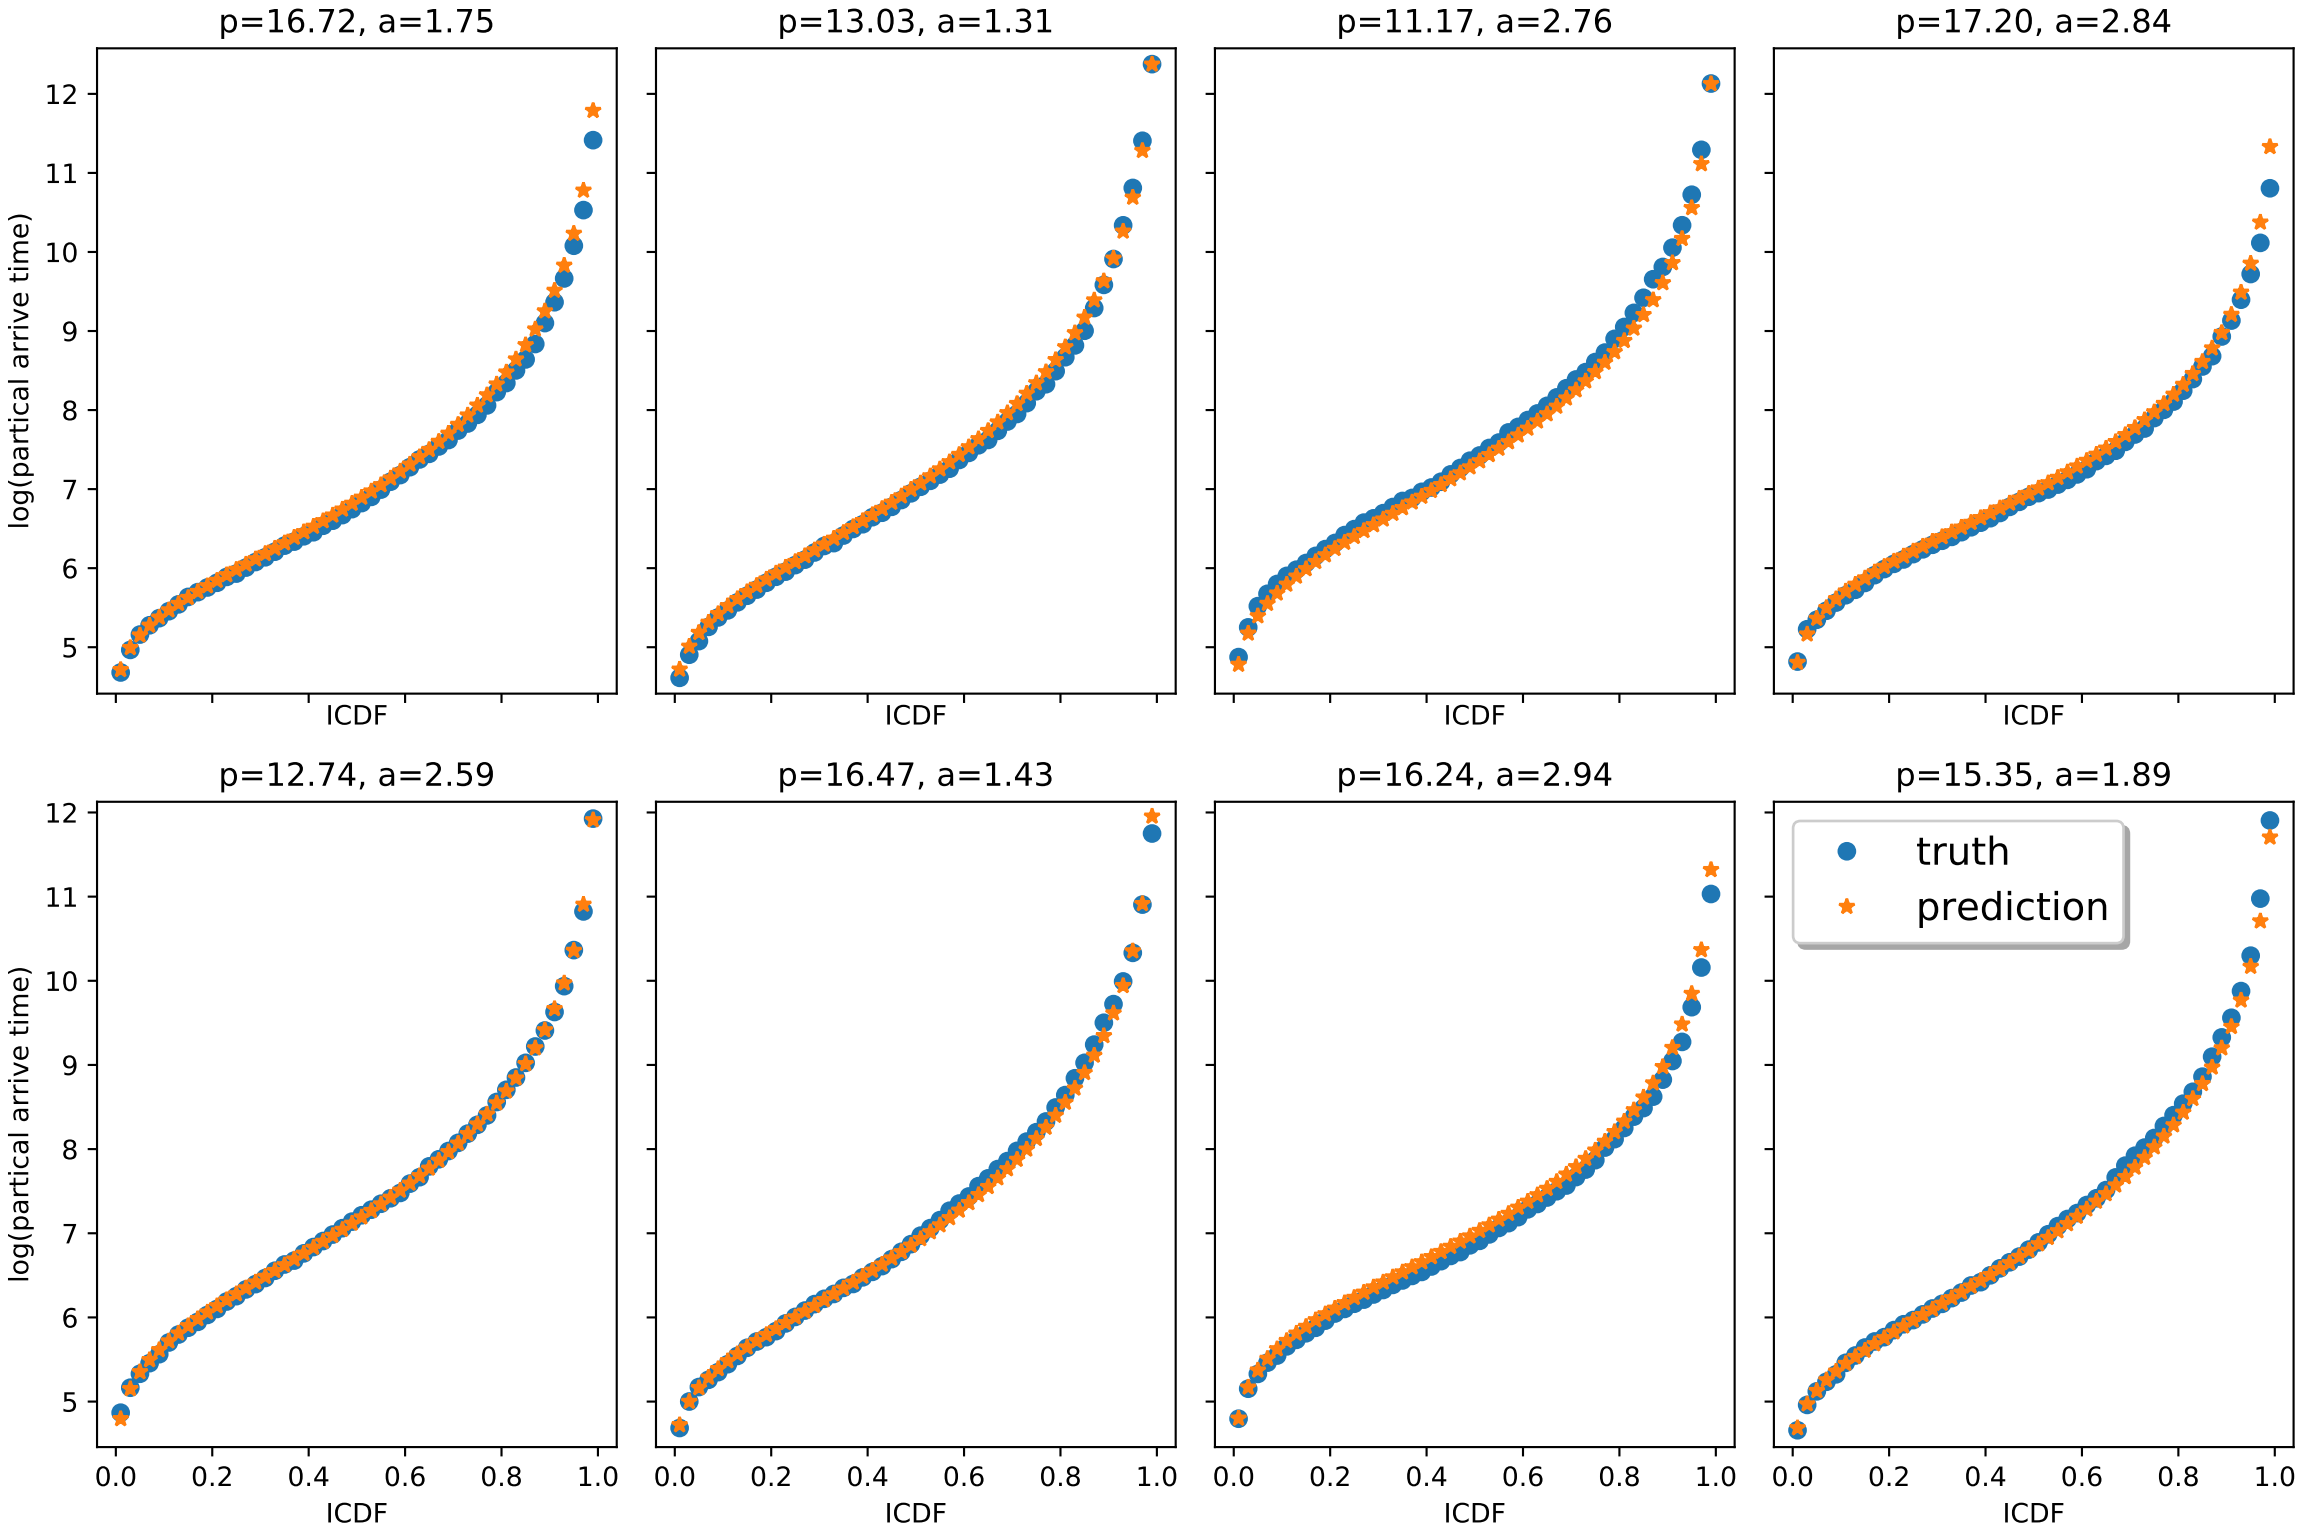 p=16.72, a=1.75
p=13.03, a=1.31
p=11.17, a=2.76
p=17.20, a=2.84
log(partical arrive time)
12
11
10
9
8
7
6
5
ICDF
ICDF
ICDF
ICDF
p=12.74, a=2.59
p=16.47, a=1.43
p=16.24, a=2.94
p=15.35, a=1.89
log(partical arrive time)
12
11
10
9
8
7
6
5
truth
prediction
0.0 0.2 0.4 0.6 0.8 1.0
0.0 0.2 0.4 0.6 0.8 1.0
0.0 0.2 0.4 0.6 0.8 1.0
0.0 0.2 0.4 0.6 0.8 1.0
ICDF
ICDF
ICDF
ICDF